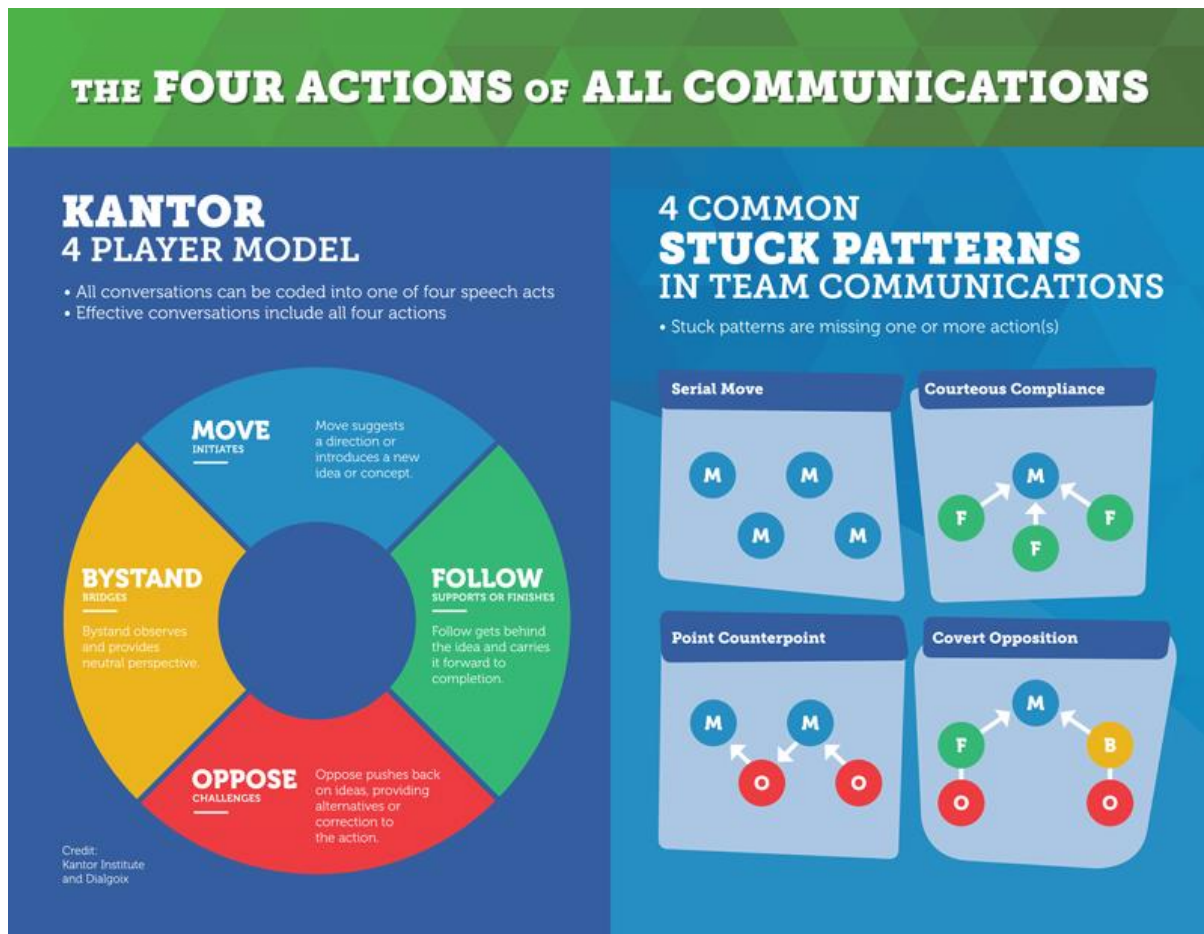 THE FOUR ACTIONS OF ALL COMMUNICATIONS
KANTOR
4 PLAYER MODEL
• All conversations can be coded into one of four speech acts
• Effective conversations include all four actions
MOVE
INITIATES
Move suggests
a direction or
introduces a new
idea or concept.
BYSTAND
BRIDGES
Bystand observes
and provides
neutral perspective.
FOLLOW
SUPPORTS OR FINISHES
Follow gets behind
the idea and carries
it forward to
completion.
OPPOSE
CHALLENGES
Oppose pushes back
on ideas, providing
alternatives or
correction to
the action.
Credit:
Kantor Institute
and Dialgoix
4 COMMON
STUCK PATTERNS
IN TEAM COMMUNICATIONS
• Stuck patterns are missing one or more action(s)
Serial Move
M M
M M
Courteous Compliance
M
F F
F
Point Counterpoint
M M
O O
Covert Opposition
M
F B
O O